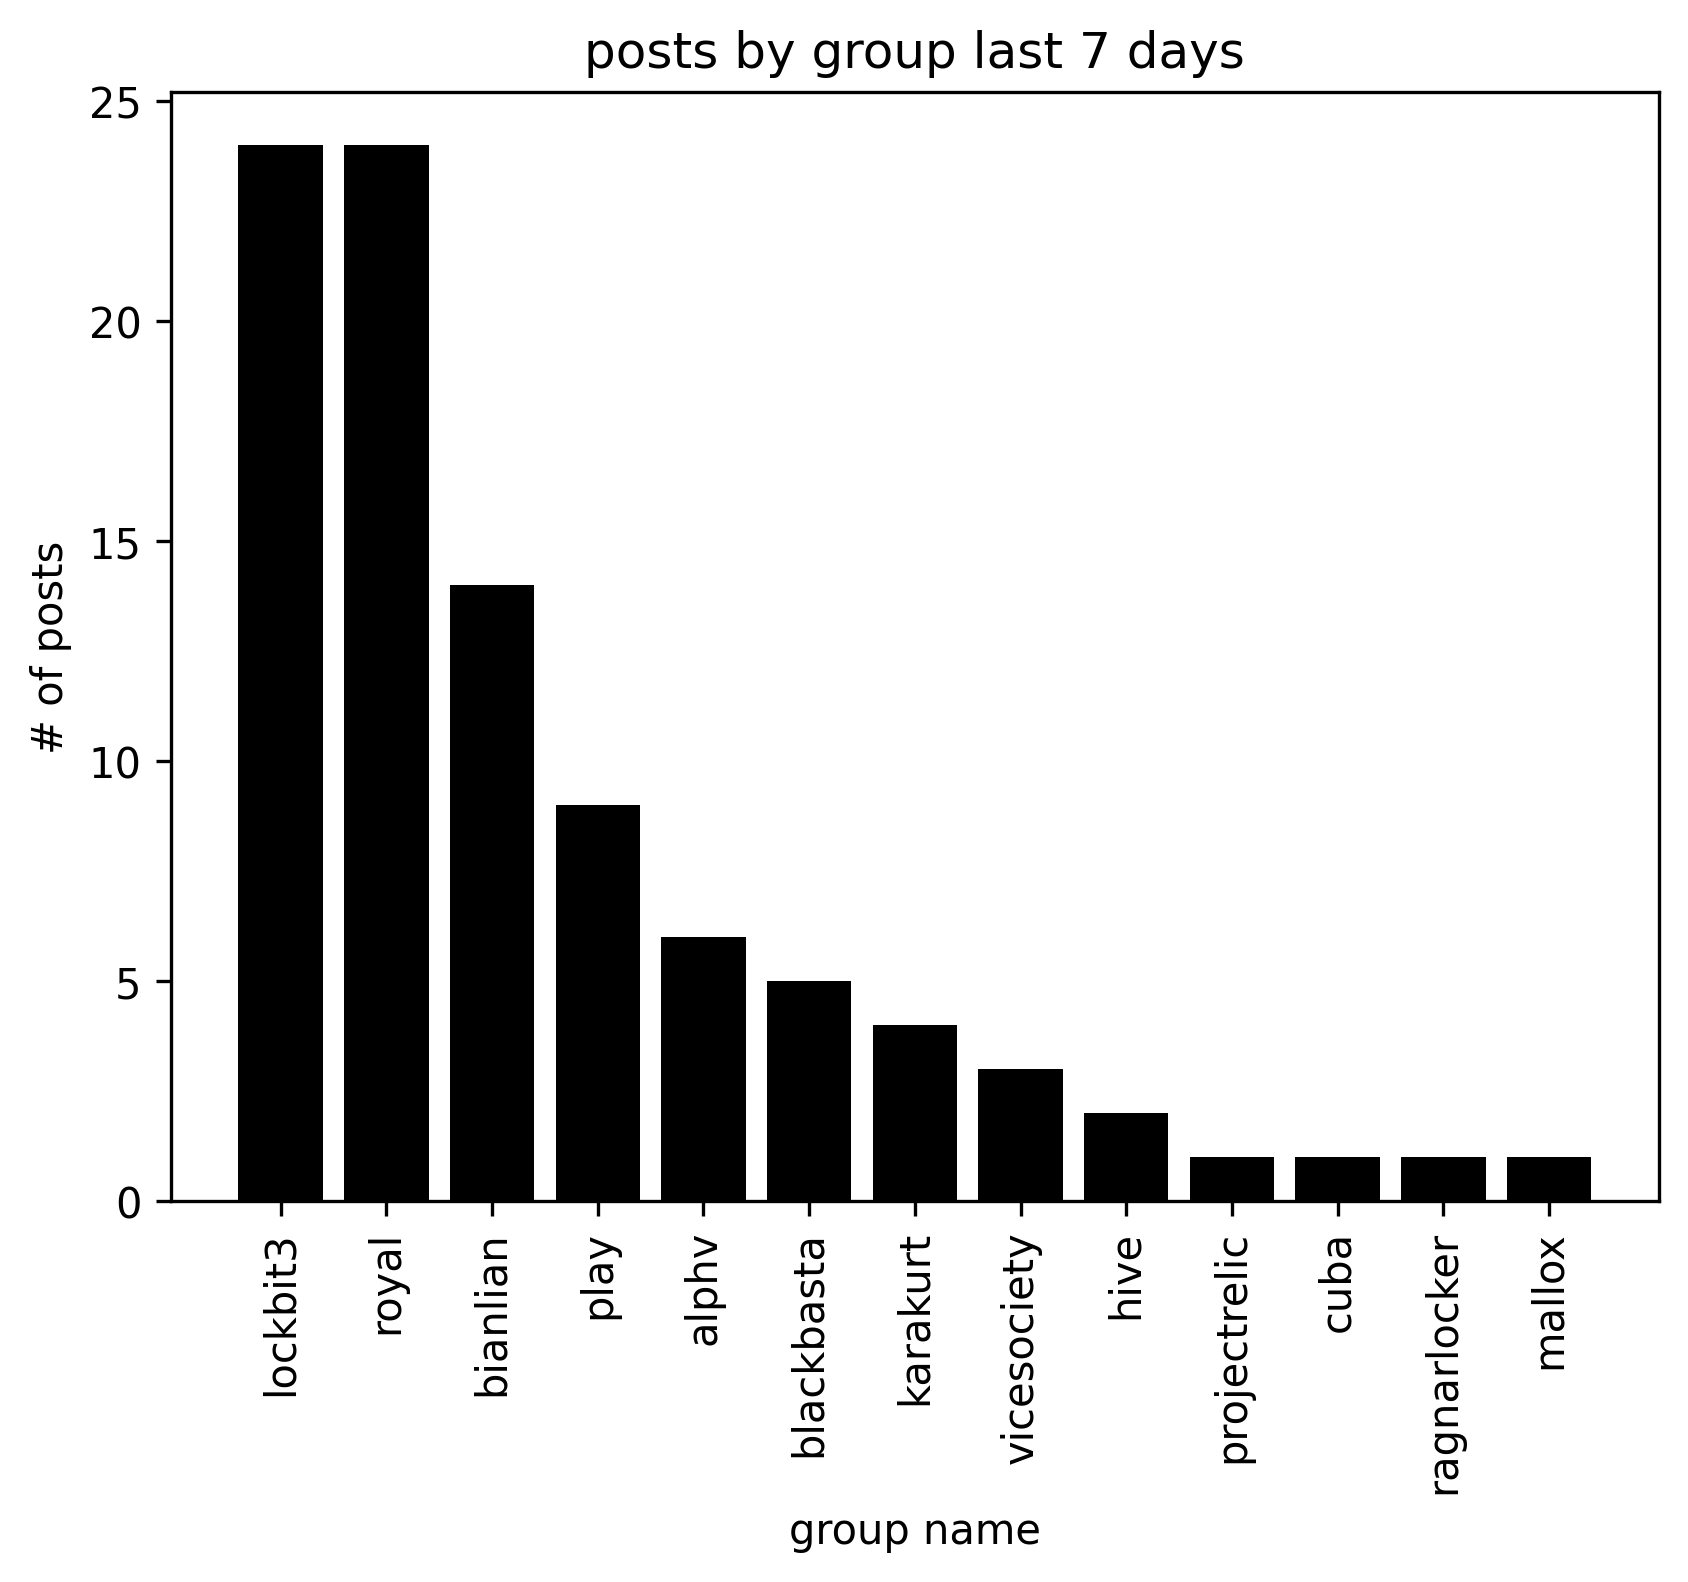 posts by group last 7 days
# of posts
25
20
15
10
5
0
lockbit3
royal
bianlian
play
alphv
blackbasta
karakurt
vicesociety
hive
projectrelic
cuba
ragnarlocker
mallox
group name